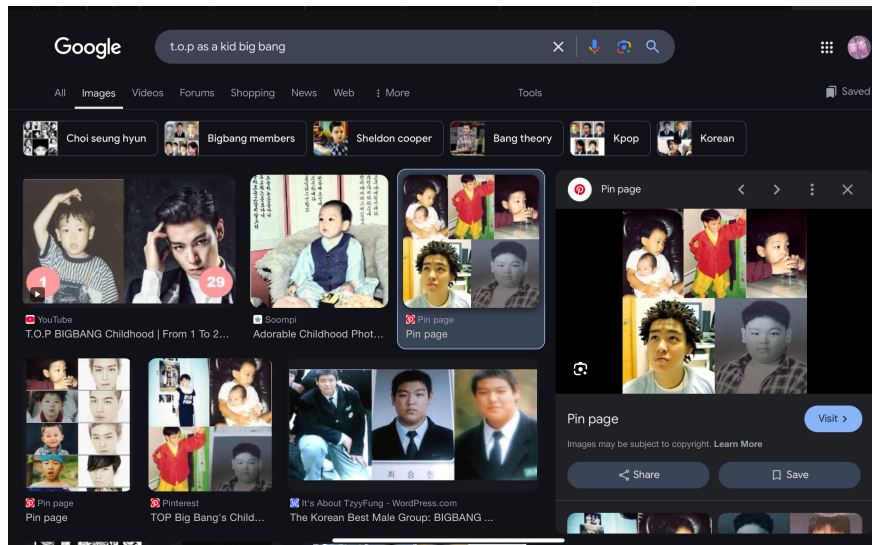 Google
t.o.p as a kid big bang
All Images Videos Forums Shopping News Web More Tools Saved
Choi seung hyun
Bigbang members
Sheldon cooper
Bang theory
Kpop
Korean
1
29
YouTube
T.O.P BIGBANG Childhood | From 1 To 2...
Soompi
Adorable Childhood Phot...
Pin page
Pin page
Pin page
Pin page
Visit >
Images may be subject to copyright. Learn More
Share
Save
최 승 현
Pin page
Pin page
Pinterest
TOP Big Bang's Child...
It's About TzyyFung - WordPress.com
The Korean Best Male Group: BIGBANG ...